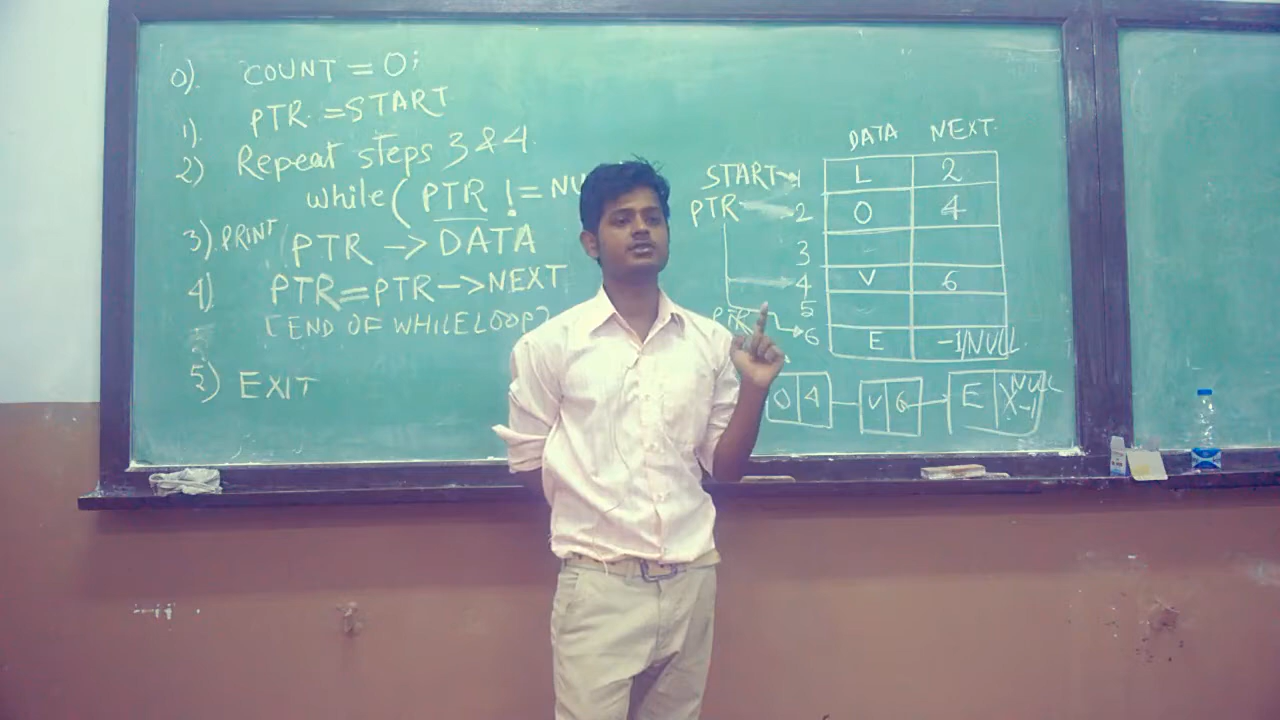 0). COUNT = 0;
1). PTR = START
2) Repeat steps 3 & 4.
while ( PTR != NU
3). PRINT PTR -> DATA
4) PTR = PTR -> NEXT
[END OF WHILE LOOP]
5) EXIT
DATA NEXT
START 1 L 2
PTR 2 O 4
3
4 V 6
5
PTR 6 E -1/NULL
O 4 V 6 E NULL -1